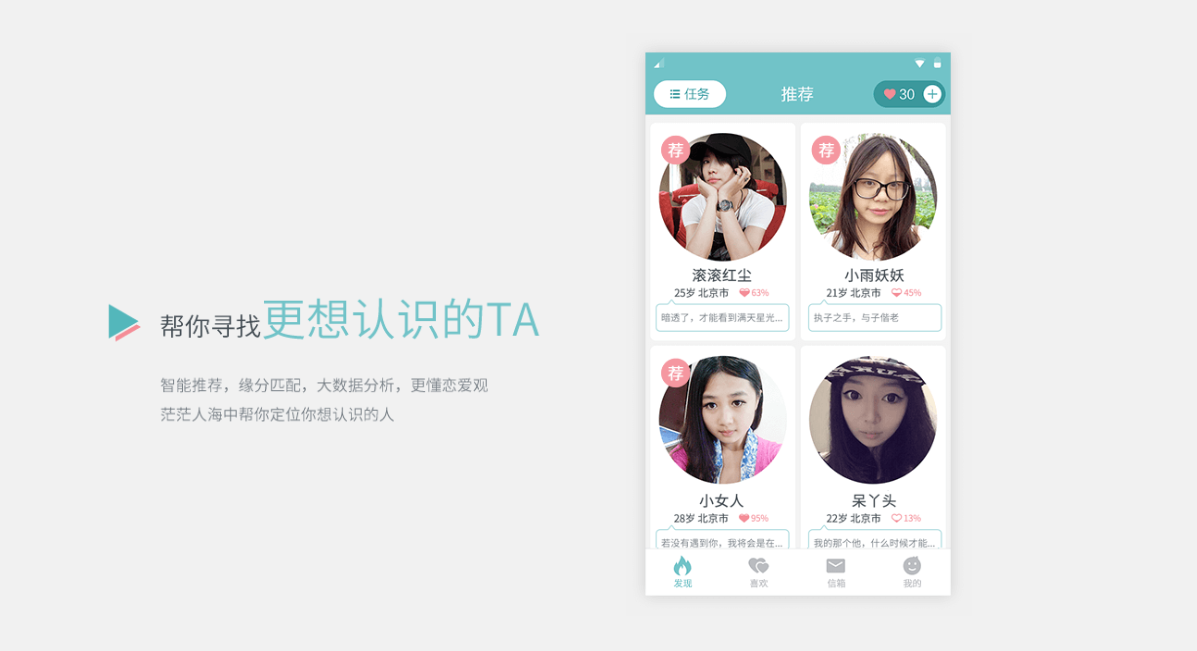 帮你寻找更想认识的TA
智能推荐，缘分匹配，大数据分析，更懂恋爱观
茫茫人海中帮你定位你想认识的人
任务
推荐
30
荐
荐
滚滚红尘
小雨妖妖
25岁 北京市 63%
21岁 北京市 45%
暗透了，才能看到满天星光...
执子之手，与子偕老
荐
小女人
呆丫头
28岁 北京市 95%
22岁 北京市 13%
若没有遇到你，我将会是在...
我的那个他，什么时候才能...
发现
喜欢
信箱
我的